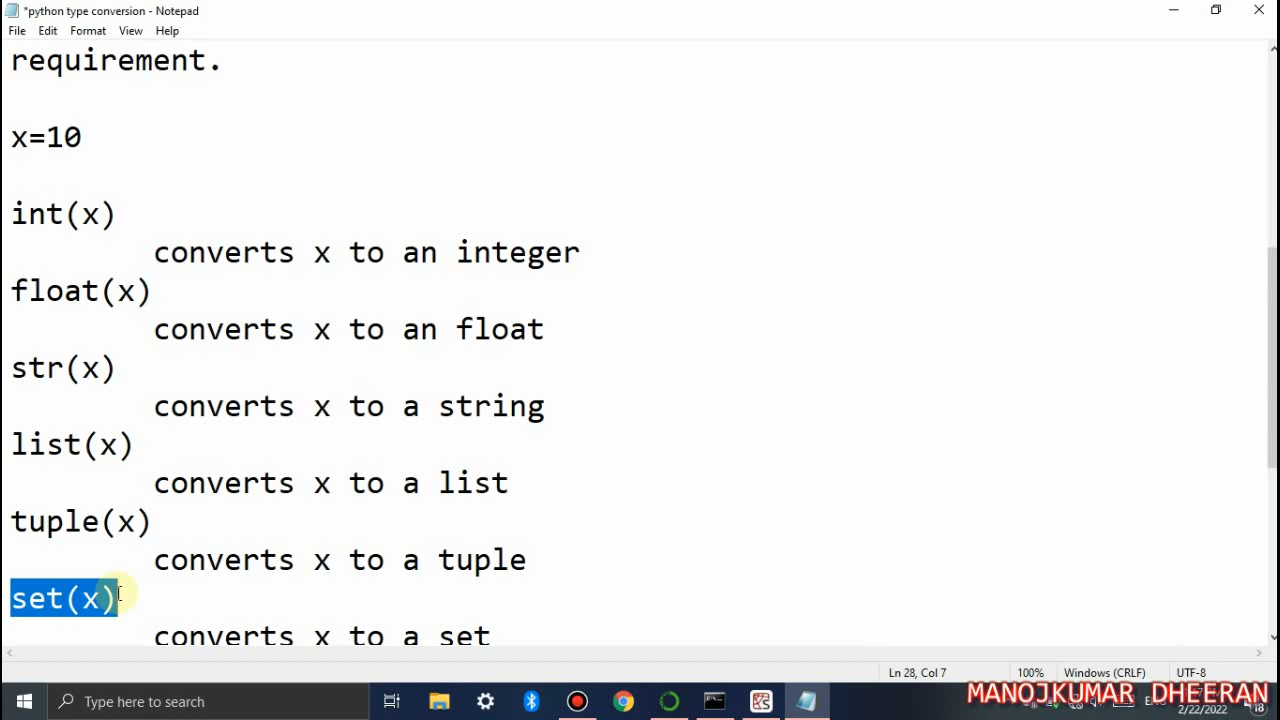 *python type conversion - Notepad
File Edit Format View Help
requirement.
x=10
int(x)
converts x to an integer
float(x)
converts x to an float
str(x)
converts x to a string
list(x)
converts x to a list
tuple(x)
converts x to a tuple
set(x)
converts x to a set
Ln 28, Col 7 100% Windows (CRLF) UTF-8
Type here to search
MANOJKUMAR DHEERAN
2/22/2022
18